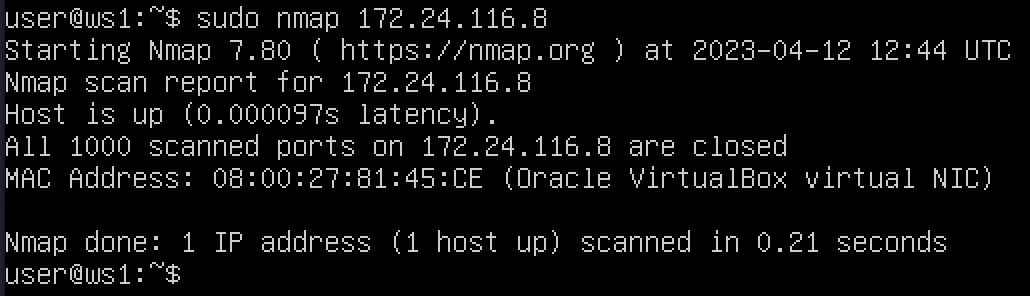 user@ws1:~$ sudo nmap 172.24.116.8
Starting Nmap 7.80 ( https://nmap.org ) at 2023-04-12 12:44 UTC
Nmap scan report for 172.24.116.8
Host is up (0.000097s latency).
All 1000 scanned ports on 172.24.116.8 are closed
MAC Address: 08:00:27:81:45:CE (Oracle VirtualBox virtual NIC)

Nmap done: 1 IP address (1 host up) scanned in 0.21 seconds
user@ws1:~$